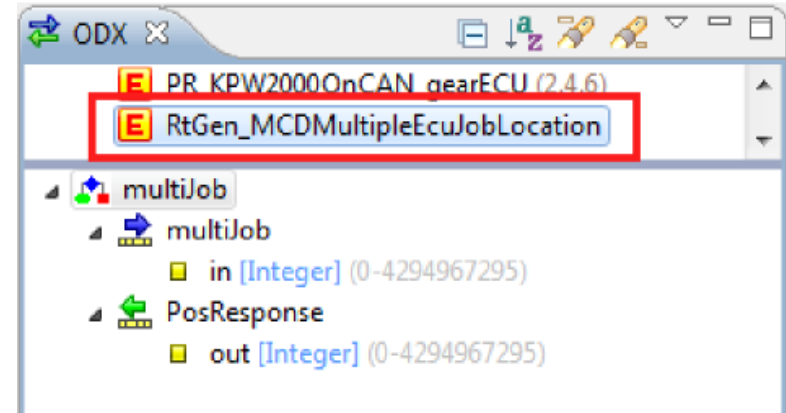 ODX
E PR_KPW2000OnCAN_gearECU (2.4.6)
E RtGen_MCDMultipleEcuJobLocation
multiJob
multiJob
in [Integer] (0-4294967295)
PosResponse
out [Integer] (0-4294967295)